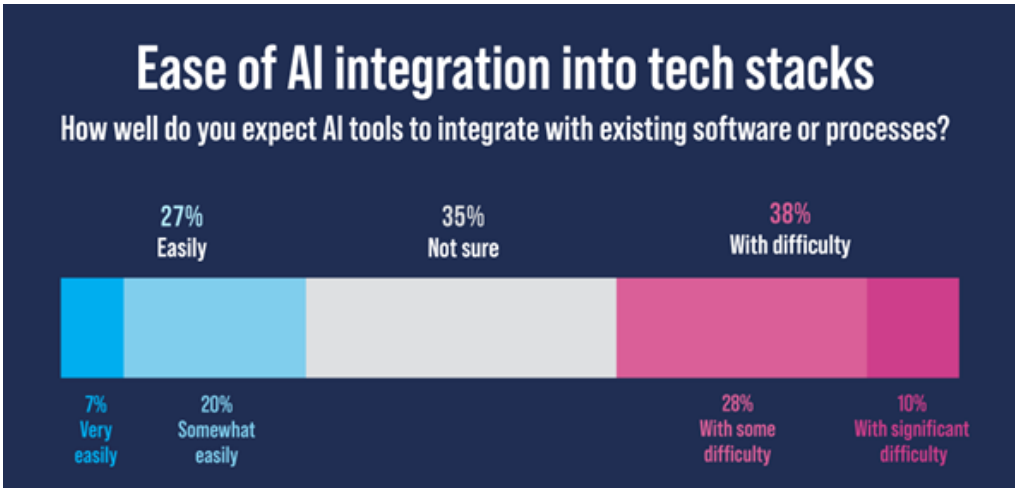 Ease of AI integration into tech stacks
How well do you expect AI tools to integrate with existing software or processes?
27%
Easily
35%
Not sure
38%
With difficulty
7%
Very
easily
20%
Somewhat
easily
28%
With some
difficulty
10%
With significant
difficulty